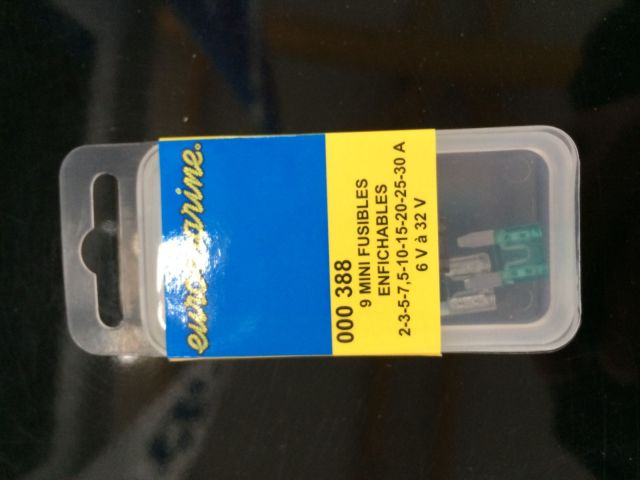 euromarine.
000 388
9 MINI FUSIBLES
ENFICHABLES
2-3-5-7,5-10-15-20-25-30 A
6 V à 32 V